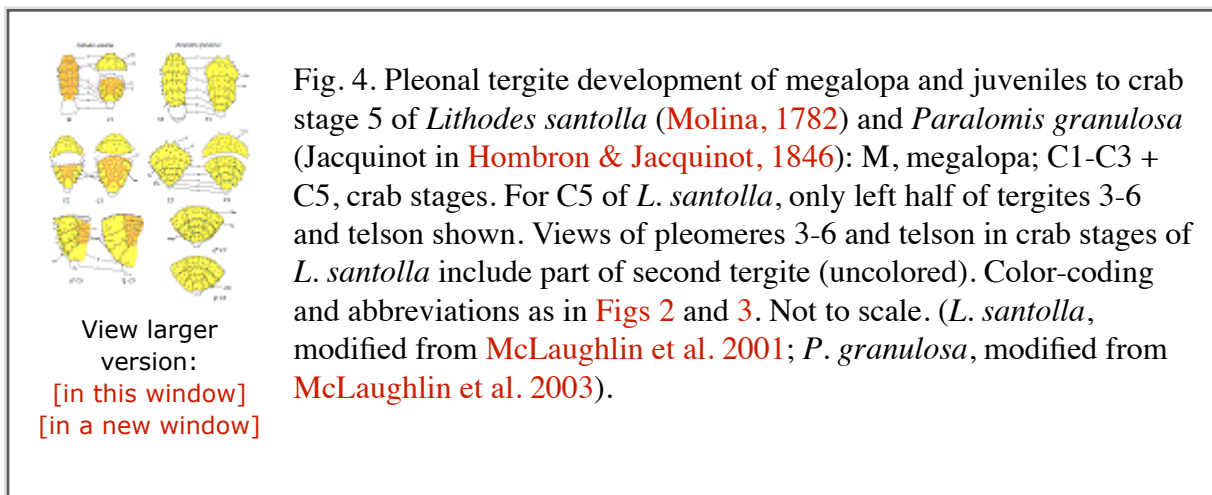 Fig. 4. Pleonal tergite development of megalopa and juveniles to crab
stage 5 of Lithodes santolla (Molina, 1782) and Paralomis granulosa
(Jacquinot in Hombron & Jacquinot, 1846): M, megalopa; C1-C3 +
C5, crab stages. For C5 of L. santolla, only left half of tergites 3-6
and telson shown. Views of pleomeres 3-6 and telson in crab stages of
L. santolla include part of second tergite (uncolored). Color-coding
and abbreviations as in Figs 2 and 3. Not to scale. (L. santolla,
modified from McLaughlin et al. 2001; P. granulosa, modified from
McLaughlin et al. 2003).
View larger
version:
[in this window]
[in a new window]